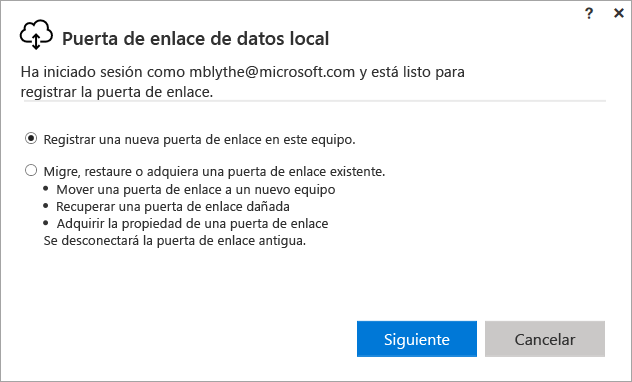 ? ×
Puerta de enlace de datos local
Ha iniciado sesión como mblythe@microsoft.com y está listo para
registrar la puerta de enlace.
Registrar una nueva puerta de enlace en este equipo.
Migre, restaure o adquiera una puerta de enlace existente.
• Mover una puerta de enlace a un nuevo equipo
• Recuperar una puerta de enlace dañada
• Adquirir la propiedad de una puerta de enlace
Se desconectará la puerta de enlace antigua.
Siguiente Cancelar